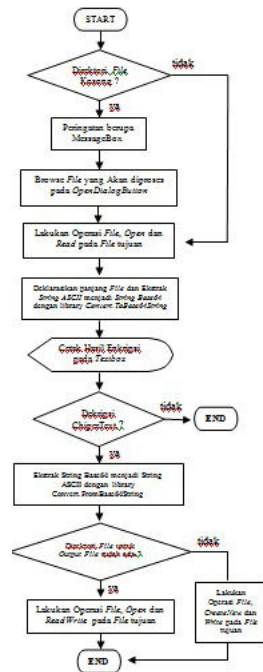 START
Direktori File
Kosong ?
tidak
ya
Peringatan berupa
MessageBox
Browse File yang Akan diproses
pada OpenDialogButton
Lakukan Operasi File, Open dan
Read pada File tujuan
Deklarasikan panjang File dan Ekstrak
String ASCII menjadi String Base64
dengan library Convert.ToBase64String
Cetak Hasil Enkripsi
pada Textbox
Dekripsi
tidak
END
ya
Ekstrak String Base64 menjadi String
ASCII dengan library
Convert.FromBase64String
Direktori File untuk
Output File sudah ada?
tidak
ya
Lakukan Operasi File, Open dan
ReadWrite pada File tujuan
Lakukan
Operasi File,
CreateNew dan
Write pada File
tujuan
END